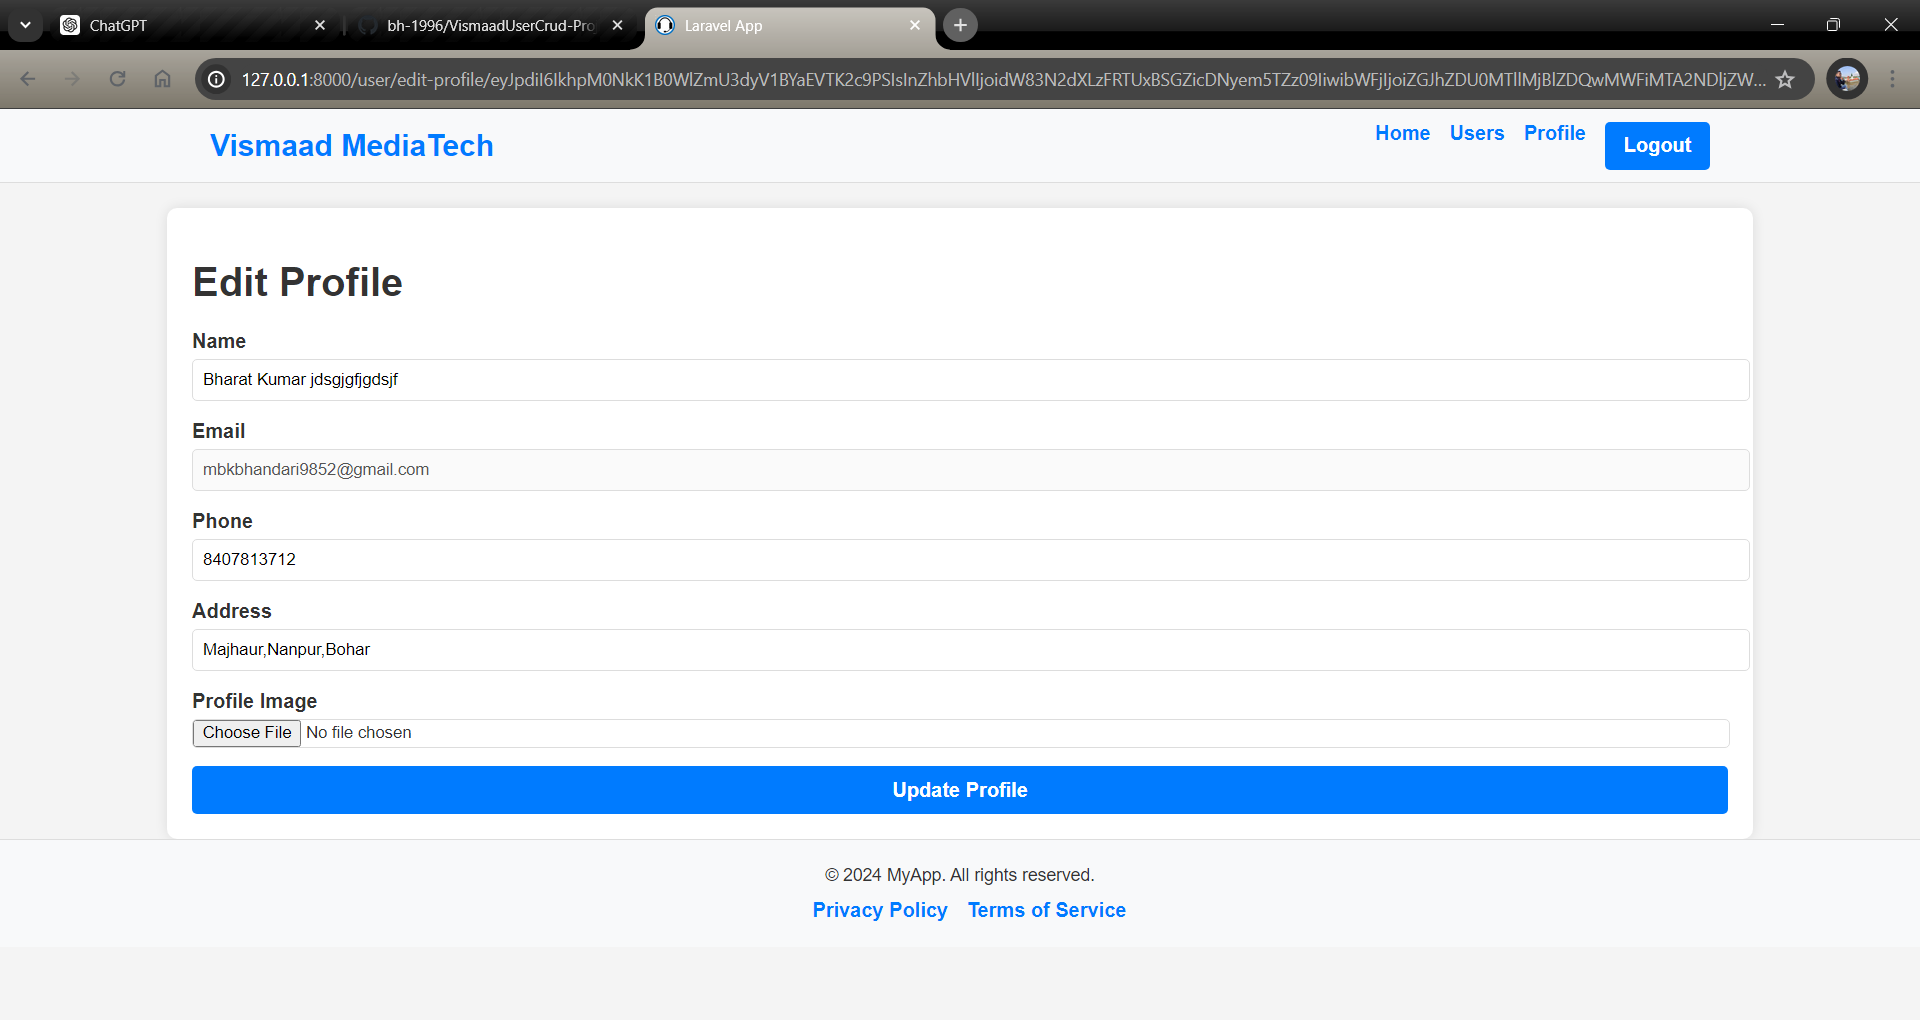 ChatGPT
bh-1996/VismaadUserCrud-Pro
Laravel App
127.0.0.1:8000/user/edit-profile/eyJpdiI6IkhpM0NkK1B0WlZmU3dyV1BYaEVTK2c9PSIsInZhbHVlIjoidW83N2dXLzFRTUxBSGZicDNyem5TZz09IiwibWFjIjoiZGJhZDU0MTllMjBlZDQwMWFiMTA2NDljZW...
Vismaad MediaTech
Home Users Profile Logout
Edit Profile
Name
Bharat Kumar jdsgjgfjgdsjf
Email
mbkbhandari9852@gmail.com
Phone
8407813712
Address
Majhaur,Nanpur,Bohar
Profile Image
Choose File No file chosen
Update Profile
© 2024 MyApp. All rights reserved.
Privacy Policy Terms of Service